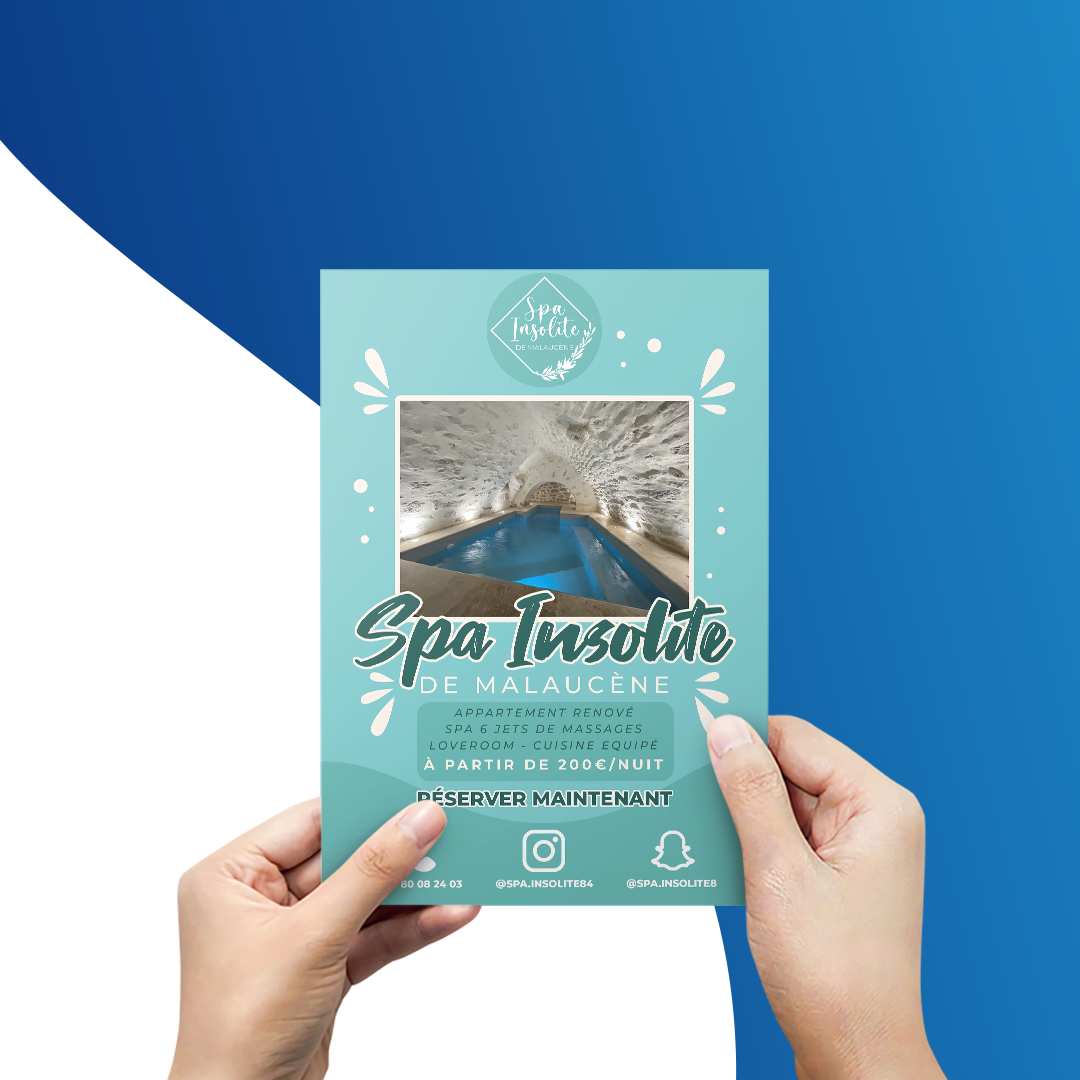 Spa
Insolite
DE MALAUCÈNE
Spa Insolite
DE MALAUCÈNE
APPARTEMENT RENOVÉ
SPA 6 JETS DE MASSAGES
LOVEROOM - CUISINE EQUIPÉ
À PARTIR DE 200€/NUIT
RÉSERVER MAINTENANT
80 08 24 03
@SPA.INSOLITE84
@SPA.INSOLITE8